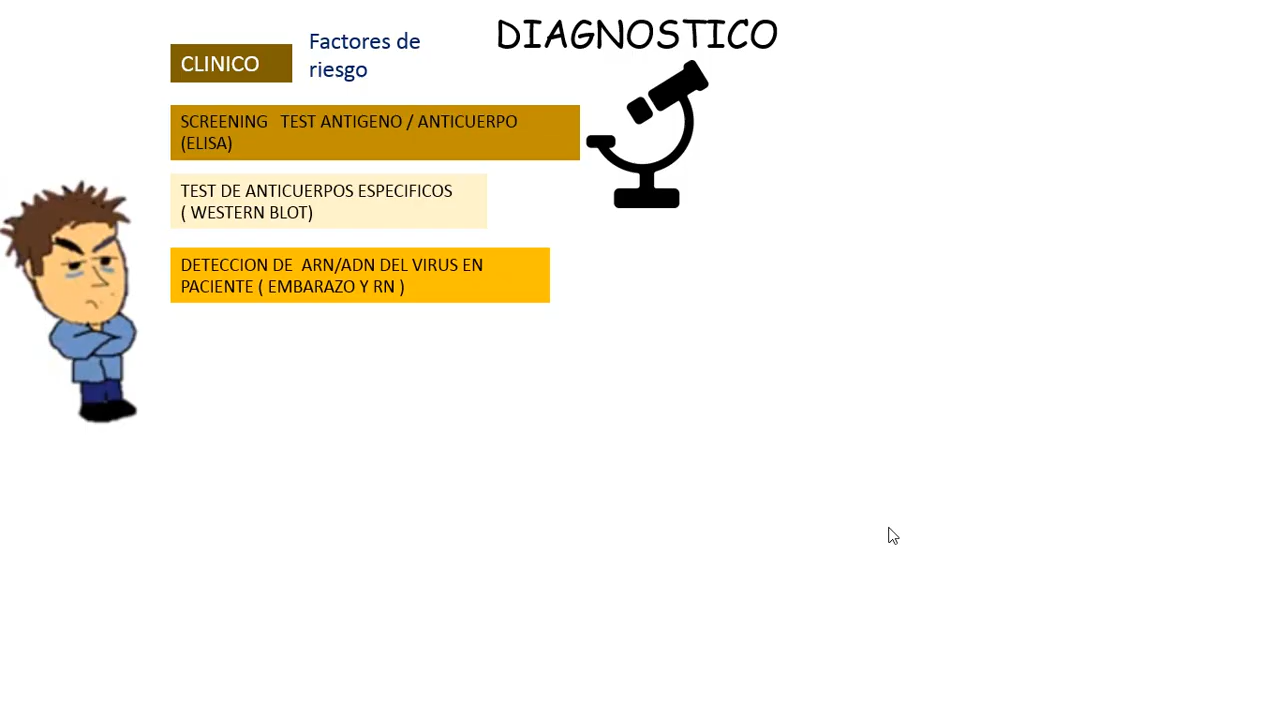 DIAGNOSTICO
Factores de
riesgo
CLINICO
SCREENING TEST ANTIGENO / ANTICUERPO
(ELISA)
TEST DE ANTICUERPOS ESPECIFICOS
( WESTERN BLOT)
DETECCION DE ARN/ADN DEL VIRUS EN
PACIENTE ( EMBARAZO Y RN )